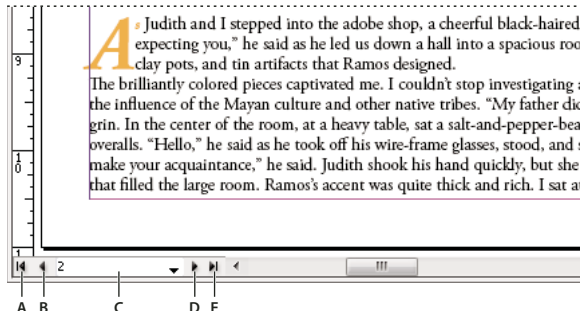 As Judith and I stepped into the adobe shop, a cheerful black-haired
expecting you,” he said as he led us down a hall into a spacious roo
9
clay pots, and tin artifacts that Ramos designed.
The brilliantly colored pieces captivated me. I couldn’t stop investigating a
the influence of the Mayan culture and other native tribes. “My father dic
grin. In the center of the room, at a heavy table, sat a salt-and-pepper-bea
overalls. “Hello,” he said as he took off his wire-frame glasses, stood, and s
10
make your acquaintance,” he said. Judith shook his hand quickly, but she
that filled the large room. Ramos’s accent was quite thick and rich. I sat a
1
2
A B C D E